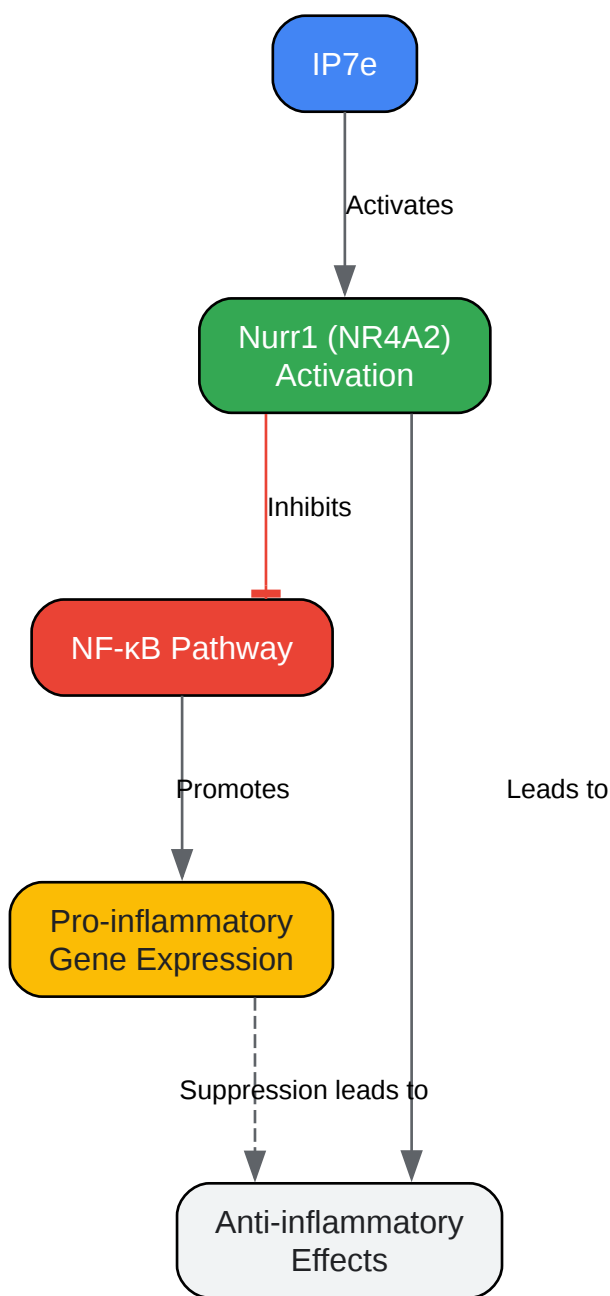 IP7e
Activates
Nurr1 (NR4A2)
Activation
Inhibits
NF-κB Pathway
Promotes
Leads to
Pro-inflammatory
Gene Expression
Suppression leads to
Anti-inflammatory
Effects